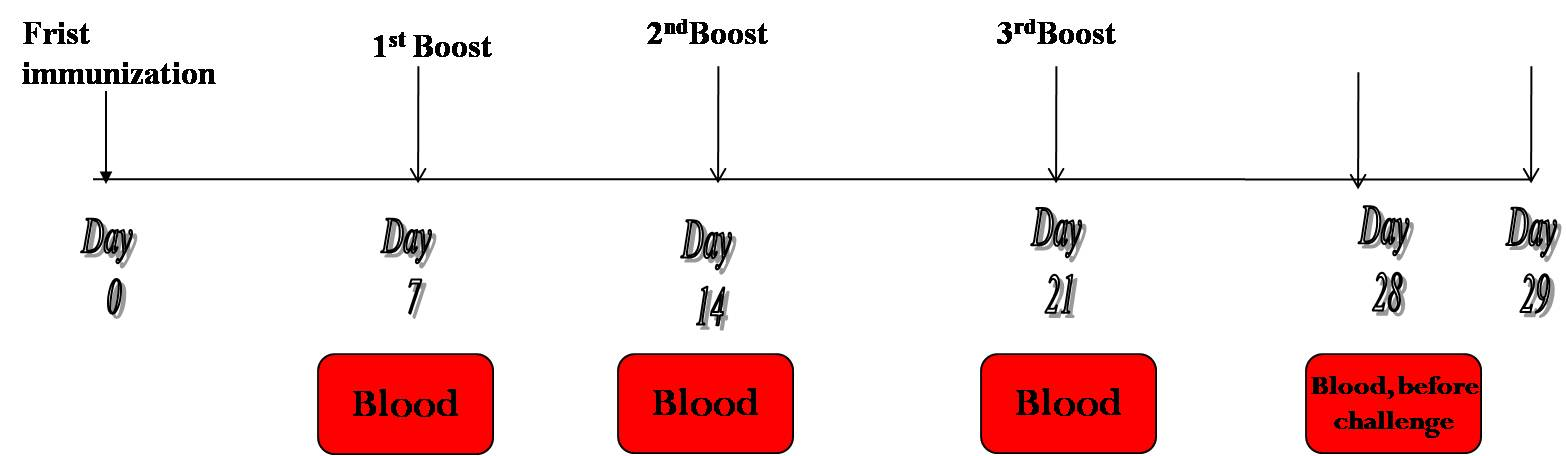 Frist
immunization
1st Boost
2ndBoost
3rdBoost
Day
0
Day
7
Day
14
Day
21
Day
28
Day
29
Blood
Blood
Blood
Blood, before
challenge